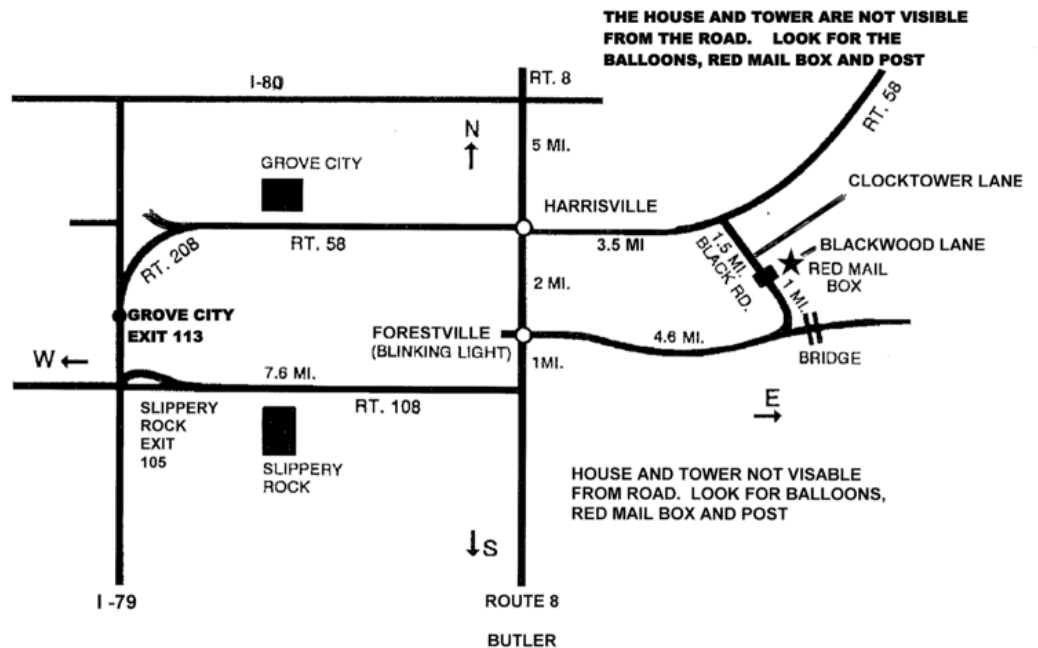 THE HOUSE AND TOWER ARE NOT VISIBLE
FROM THE ROAD. LOOK FOR THE
BALLOONS, RED MAIL BOX AND POST
I-80
RT. 8
RT. 58
N
5 MI.
GROVE CITY
CLOCKTOWER LANE
HARRISVILLE
RT. 58
3.5 MI
RT. 208
1.5 MI.
BLACK RD.
BLACKWOOD LANE
RED MAIL
BOX
2 MI.
1 MI.
GROVE CITY
EXIT 113
FORESTVILLE
(BLINKING LIGHT)
4.6 MI.
BRIDGE
W
1MI.
7.6 MI.
RT. 108
E
SLIPPERY
ROCK
EXIT
105
SLIPPERY
ROCK
HOUSE AND TOWER NOT VISABLE
FROM ROAD. LOOK FOR BALLOONS,
RED MAIL BOX AND POST
S
I -79
ROUTE 8
BUTLER